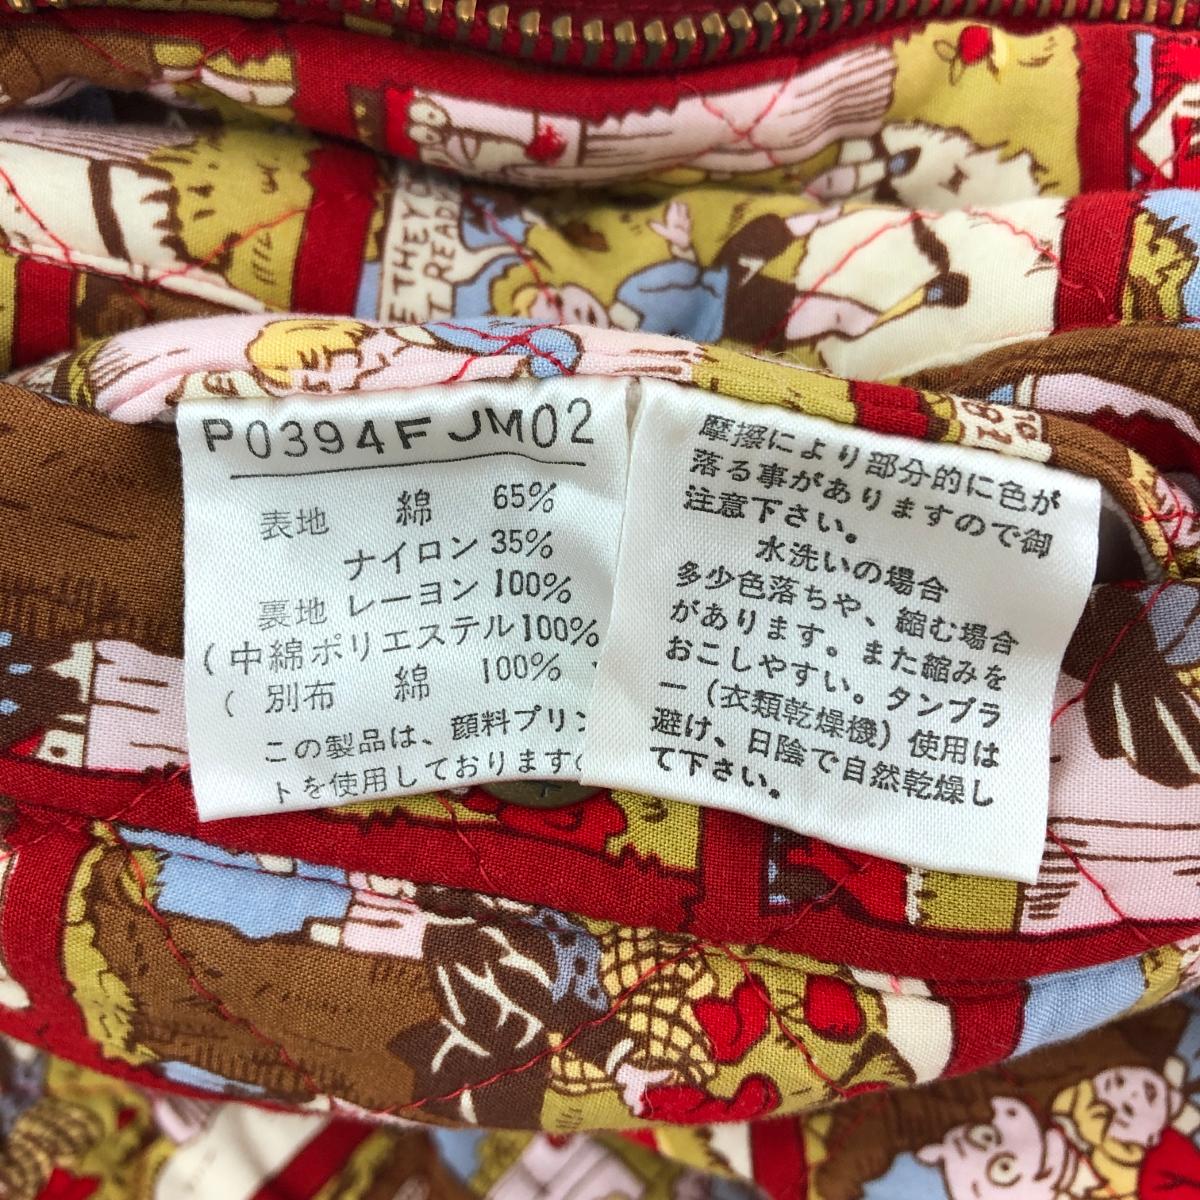 THEY
READY
P0394F JM02
表地 綿 65%
ナイロン 35%
裏地 レーヨン 100%
(中綿ポリエステル100%
( 別布 綿 100%
この製品は、顔料プリン
トを使用しております
摩擦により部分的に色が
落る事がありますので御
注意下さい。
水洗いの場合
多少色落ちや、縮む場合
があります。また縮みを
おこしやすい。タンブラ
ー(衣類乾燥機)使用は
避け、日陰で自然乾燥し
て下さい。